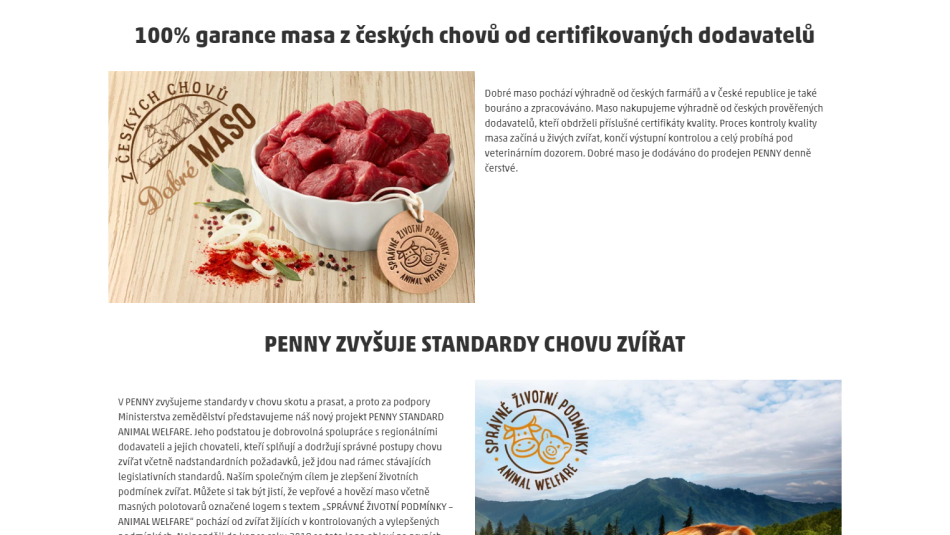 100% garance masa z českých chovů od certifikovaných dodavatelů
Z ČESKÝCH CHOVŮ
Dobré
MASO
SPRÁVNÉ ŽIVOTNÍ PODMÍNKY
• ANIMAL WELFARE •
Dobré maso pochází výhradně od českých farmářů a v České republice je také
bouráno a zpracováváno. Maso nakupujeme výhradně od českých prověřených
dodavatelů, kteří obdrželi příslušné certifikáty kvality. Proces kontroly kvality
masa začíná u živých zvířat, končí výstupní kontrolou a celý probíhá pod
veterinárním dozorem. Dobré maso je dodáváno do prodejen PENNY denně
čerstvé.
PENNY ZVYŠUJE STANDARDY CHOVU ZVÍŘAT
V PENNY zvyšujeme standardy v chovu skotu a prasat, a proto za podpory
Ministerstva zemědělství představujeme náš nový projekt PENNY STANDARD
ANIMAL WELFARE. Jeho podstatou je dobrovolná spolupráce s regionálními
dodavateli a jejich chovateli, kteří splňují a dodržují správné postupy chovu
zvířat včetně nadstandardních požadavků, jež jdou nad rámec stávajících
legislativních standardů. Naším společným cílem je zlepšení životních
podmínek zvířat. Můžete si tak být jistí, že vepřové a hovězí maso včetně
masných polotovarů označené logem s textem „SPRÁVNÉ ŽIVOTNÍ PODMÍNKY –
ANIMAL WELFARE" pochází od zvířat žijících v kontrolovaných a vylepšených
SPRÁVNÉ ŽIVOTNÍ PODMÍNKY
• ANIMAL WELFARE •